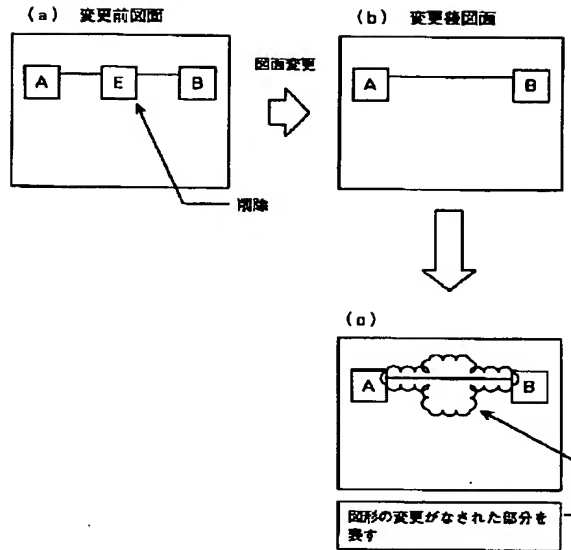 (a) 変更前図面
A E B
削除
図面変更
(b) 変更後図面
A B
(c)
A B
図形の変更がなされた部分を
表す